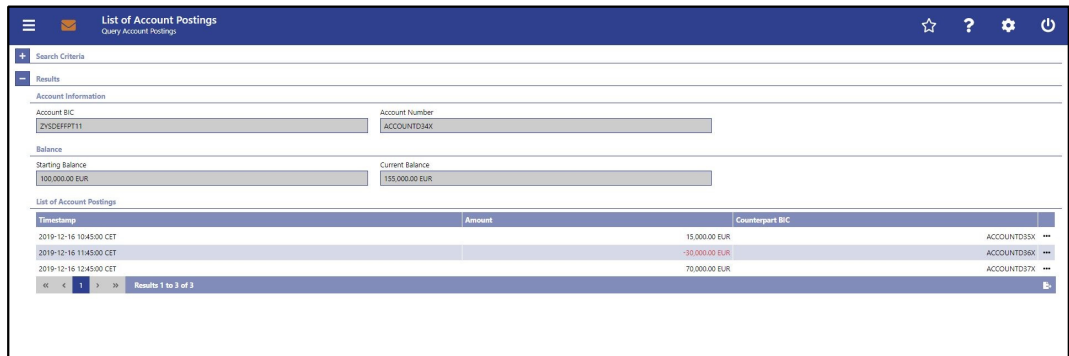 List of Account Postings
Query Account Postings
Search Criteria
Results
Account Information
Account BIC Account Number
ZYSDEFFPT11 ACCOUNTD34X
Balance
Starting Balance Current Balance
100,000.00 EUR 155,000.00 EUR
List of Account Postings
Timestamp Amount Counterpart BIC
2019-12-16 10:45:00 CET 15,000.00 EUR ACCOUNTD35X
2019-12-16 11:45:00 CET -30,000.00 EUR ACCOUNTD36X
2019-12-16 12:45:00 CET 70,000.00 EUR ACCOUNTD37X
« < 1 > » Results 1 to 3 of 3